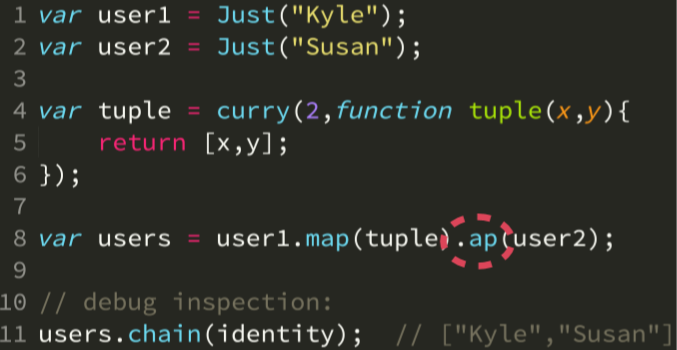 1 var user1 = Just("Kyle");
2 var user2 = Just("Susan");
3
4 var tuple = curry(2,function tuple(x,y){
5     return [x,y];
6 });
7
8 var users = user1.map(tuple).ap(user2);
9
10 // debug inspection:
11 users.chain(identity);  // ["Kyle","Susan"]